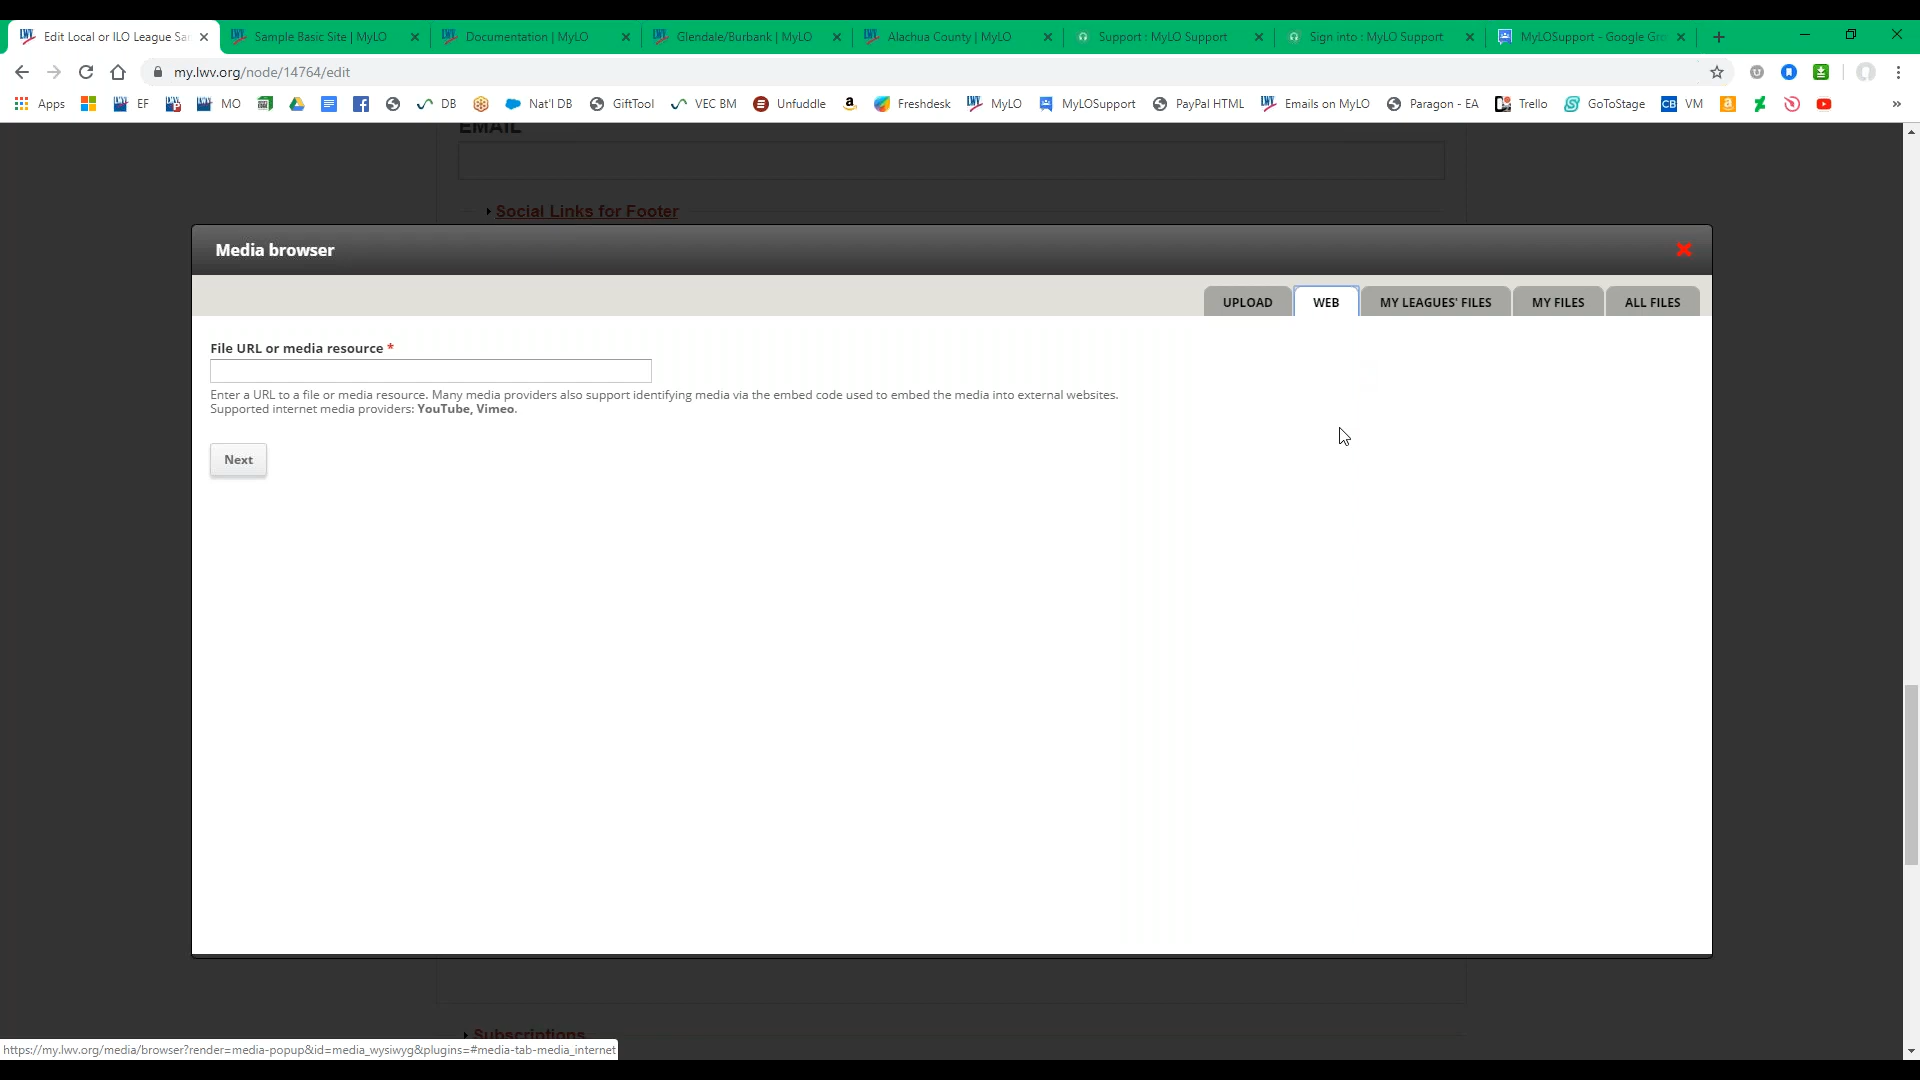 Edit Local or ILO League Sa
Sample Basic Site | MyLO
Documentation | MyLO
Glendale/Burbank | MyLO
Alachua County | MyLO
Support : MyLO Support
Sign into : MyLO Support
MyLOSupport - Google Gr
my.lwv.org/node/14764/edit
Apps
EF
MO
DB
Nat'l DB
GiftTool
VEC BM
Unfuddle
Freshdesk
MyLO
MyLOSupport
PayPal HTML
Emails on MyLO
Paragon - EA
Trello
GoToStage
CB VM
EMAIL
Social Links for Footer
Media browser
UPLOAD
WEB
MY LEAGUES' FILES
MY FILES
ALL FILES
File URL or media resource *
Enter a URL to a file or media resource. Many media providers also support identifying media via the embed code used to embed the media into external websites.
Supported internet media providers: YouTube, Vimeo.
Next
Subscriptions
https://my.lwv.org/media/browser?render=media-popup&id=media_wysiwyg&plugins=#media-tab-media_internet